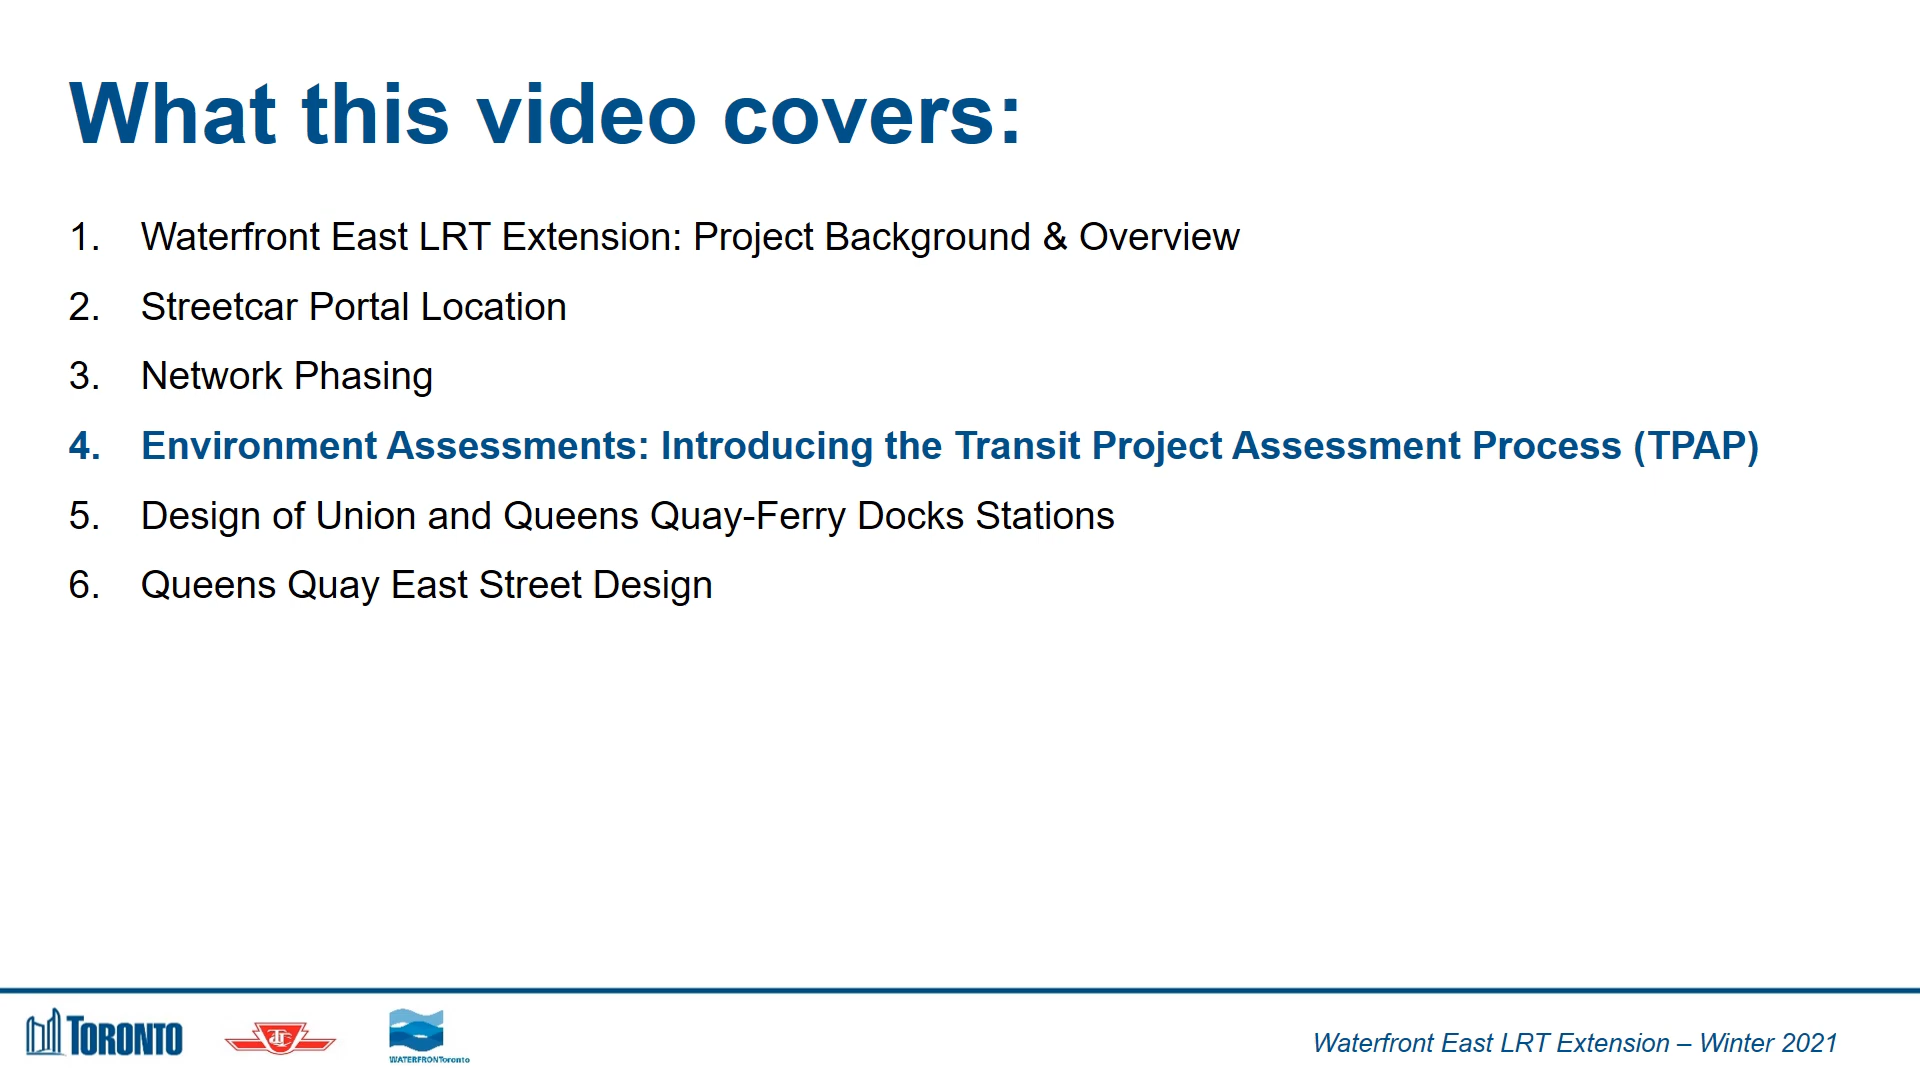 What this video covers:
1. Waterfront East LRT Extension: Project Background & Overview
2. Streetcar Portal Location
3. Network Phasing
4. Environment Assessments: Introducing the Transit Project Assessment Process (TPAP)
5. Design of Union and Queens Quay-Ferry Docks Stations
6. Queens Quay East Street Design
TORONTO
TTC
WATERFRONToronto
Waterfront East LRT Extension – Winter 2021